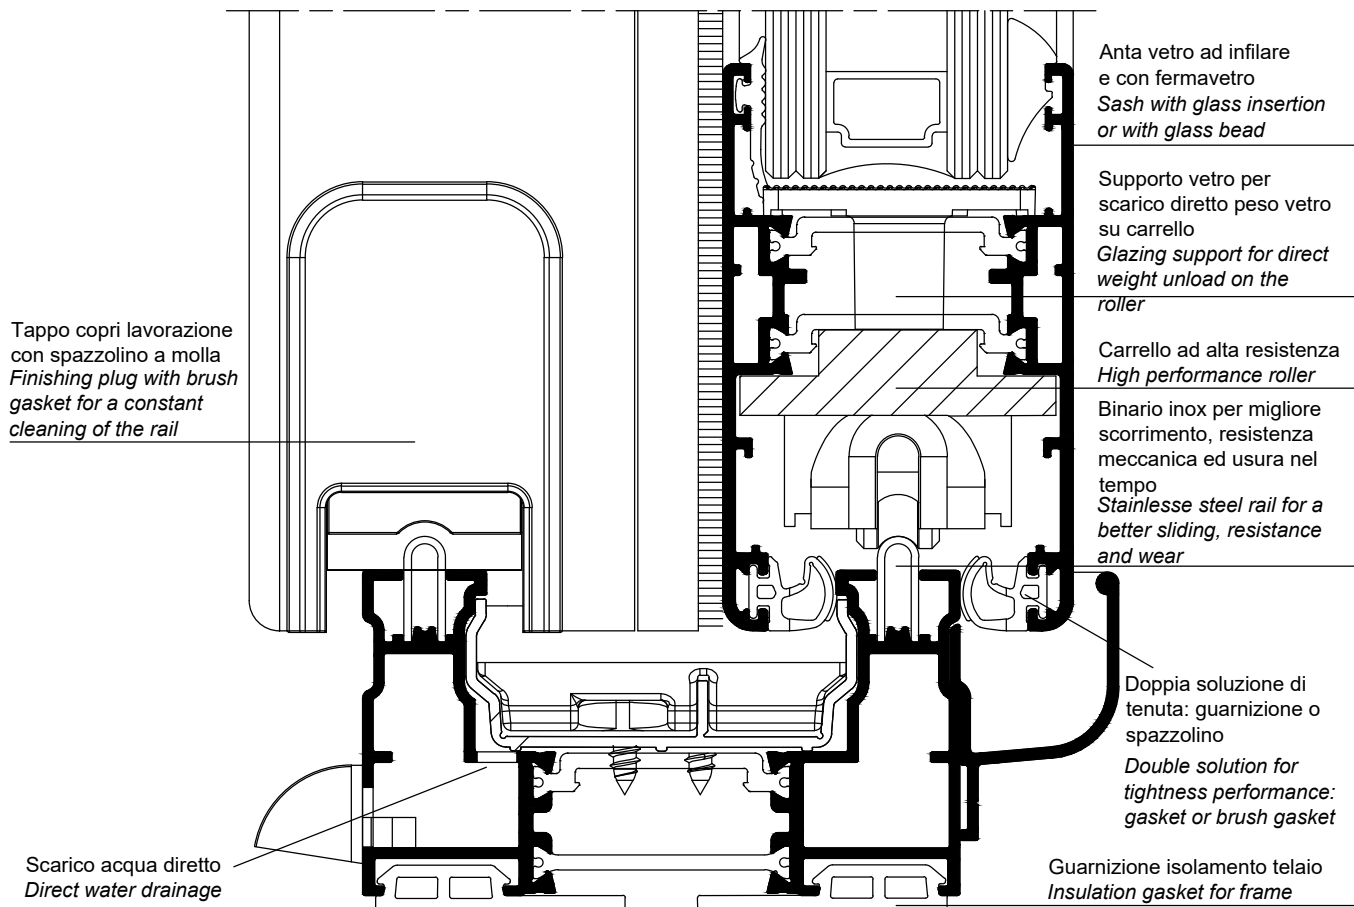 Anta vetro ad infilare
e con fermavetro
Sash with glass insertion
or with glass bead
Supporto vetro per
scarico diretto peso vetro
su carrello
Glazing support for direct
weight unload on the
roller
Tappo copri lavorazione
con spazzolino a molla
Finishing plug with brush
gasket for a constant
cleaning of the rail
Carrello ad alta resistenza
High performance roller
Binario inox per migliore
scorrimento, resistenza
meccanica ed usura nel
tempo
Stainlesse steel rail for a
better sliding, resistance
and wear
Doppia soluzione di
tenuta: guarnizione o
spazzolino
Double solution for
tightness performance:
gasket or brush gasket
Scarico acqua diretto
Direct water drainage
Guarnizione isolamento telaio
Insulation gasket for frame